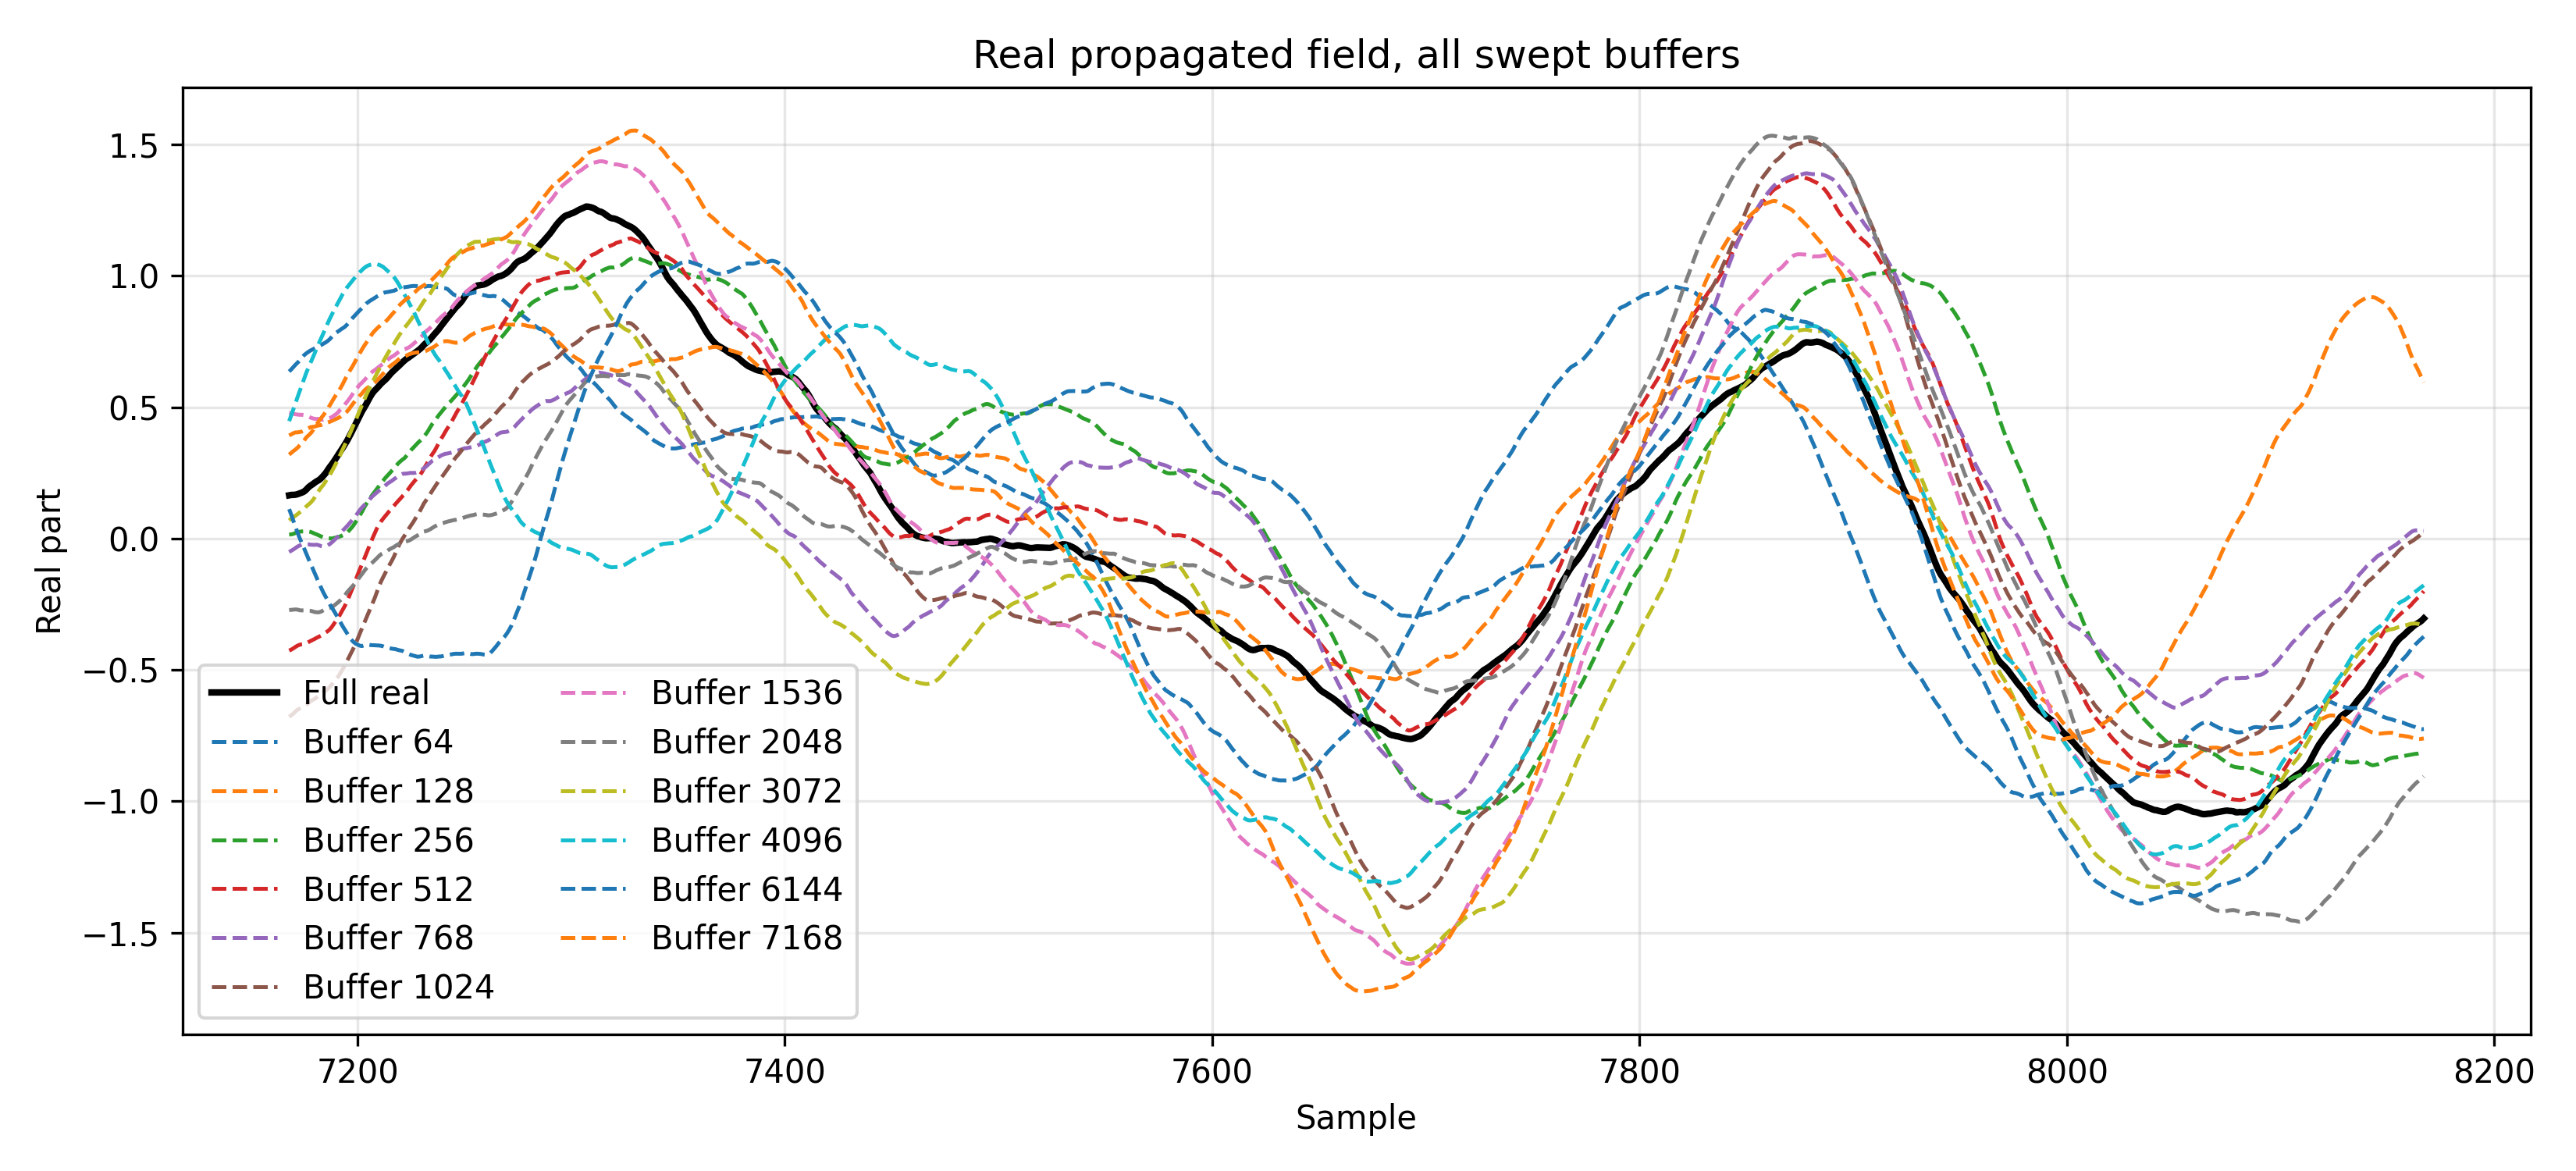 Real propagated field, all swept buffers
Real part
1.5
1.0
0.5
0.0
−0.5
−1.0
−1.5
Full real
Buffer 64
Buffer 128
Buffer 256
Buffer 512
Buffer 768
Buffer 1024
Buffer 1536
Buffer 2048
Buffer 3072
Buffer 4096
Buffer 6144
Buffer 7168
7200 7400 7600 7800 8000 8200
Sample